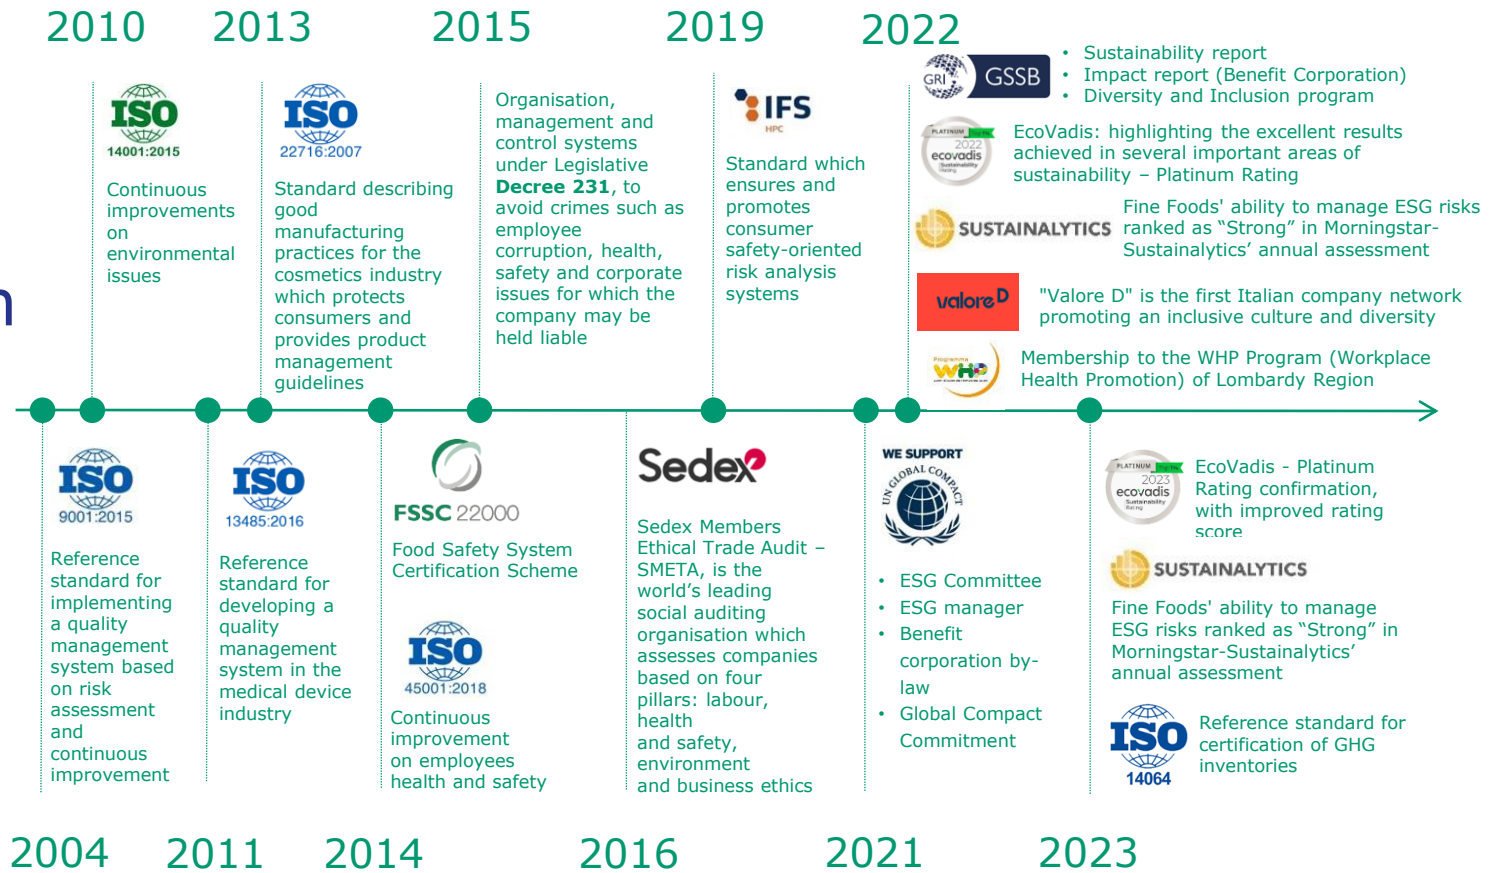 2010
2013
2015
2019
2022
ISO
14001:2015
Continuous
improvements
on
environmental
issues
ISO
22716:2007
Standard describing
good
manufacturing
practices for the
cosmetics industry
which protects
consumers and
provides product
management
guidelines
Organisation,
management and
control systems
under Legislative
Decree 231, to
avoid crimes such as
employee
corruption, health,
safety and corporate
issues for which the
company may be
held liable
IFS
HPC
Standard which
ensures and
promotes
consumer
safety-oriented
risk analysis
systems
GRI GSSB
• Sustainability report
• Impact report (Benefit Corporation)
• Diversity and Inclusion program
PLATINUM
2022
ecovadis
Sustainability
Rating
EcoVadis: highlighting the excellent results
achieved in several important areas of
sustainability – Platinum Rating
SUSTAINALYTICS
Fine Foods' ability to manage ESG risks
ranked as “Strong” in Morningstar-
Sustainalytics’ annual assessment
valore D
"Valore D" is the first Italian company network
promoting an inclusive culture and diversity
Programma
WHP
Membership to the WHP Program (Workplace
Health Promotion) of Lombardy Region
n
ISO
9001:2015
Reference
standard for
implementing
a quality
management
system based
on risk
assessment
and
continuous
improvement
ISO
13485:2016
Reference
standard for
developing a
quality
management
system in the
medical device
industry
FSSC 22000
Food Safety System
Certification Scheme
ISO
45001:2018
Continuous
improvement
on employees
health and safety
Sedex
Sedex Members
Ethical Trade Audit –
SMETA, is the
world’s leading
social auditing
organisation which
assesses companies
based on four
pillars: labour,
health
and safety,
environment
and business ethics
WE SUPPORT
UN GLOBAL COMPACT
• ESG Committee
• ESG manager
• Benefit
corporation by-
law
• Global Compact
Commitment
PLATINUM
2023
ecovadis
Sustainability
Rating
EcoVadis - Platinum
Rating confirmation,
with improved rating
score
SUSTAINALYTICS
Fine Foods' ability to manage
ESG risks ranked as “Strong” in
Morningstar-Sustainalytics’
annual assessment
ISO
14064
Reference standard for
certification of GHG
inventories
2004
2011
2014
2016
2021
2023